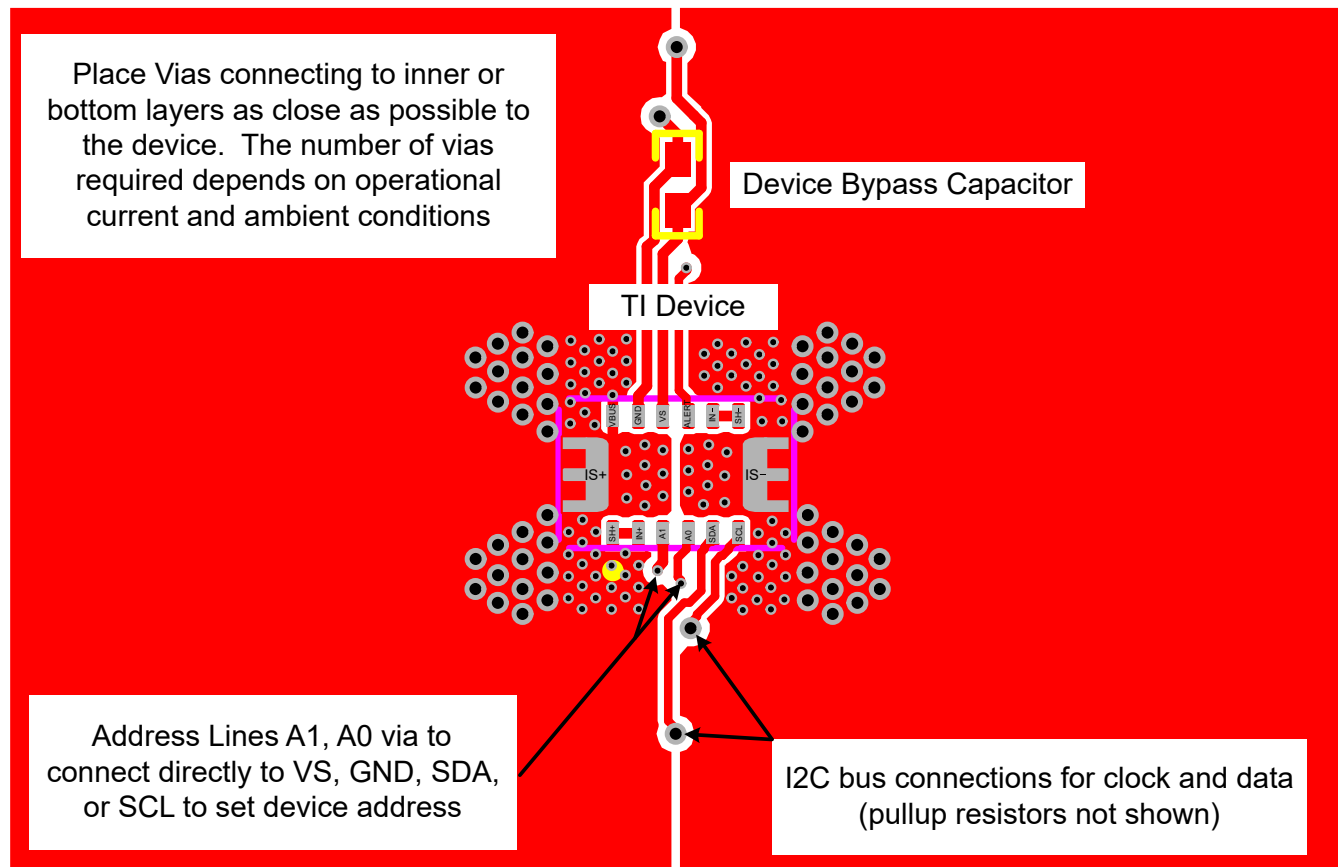 Place Vias connecting to inner or
bottom layers as close as possible to
the device. The number of vias
required depends on operational
current and ambient conditions
Device Bypass Capacitor
TI Device
VBUS
GND
VS
ALERT
IN−
SH−
IS+
IS−
SH+
IN+
A1
A0
SDA
SCL
Address Lines A1, A0 via to
connect directly to VS, GND, SDA,
or SCL to set device address
I2C bus connections for clock and data
(pullup resistors not shown)